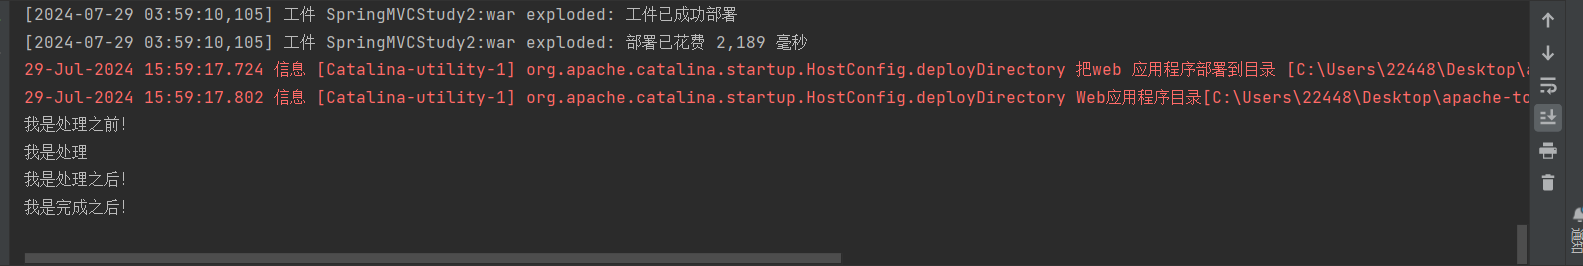 [2024-07-29 03:59:10,105] 工件 SpringMVCStudy2:war exploded: 工件已成功部署
[2024-07-29 03:59:10,105] 工件 SpringMVCStudy2:war exploded: 部署已花费 2,189 毫秒
29-Jul-2024 15:59:17.724 信息 [Catalina-utility-1] org.apache.catalina.startup.HostConfig.deployDirectory 把web 应用程序部署到目录 [C:\Users\22448\Desktop\
29-Jul-2024 15:59:17.802 信息 [Catalina-utility-1] org.apache.catalina.startup.HostConfig.deployDirectory Web应用程序目录[C:\Users\22448\Desktop\apache-to
我是处理之前!
我是处理
我是处理之后!
我是完成之后!
通知